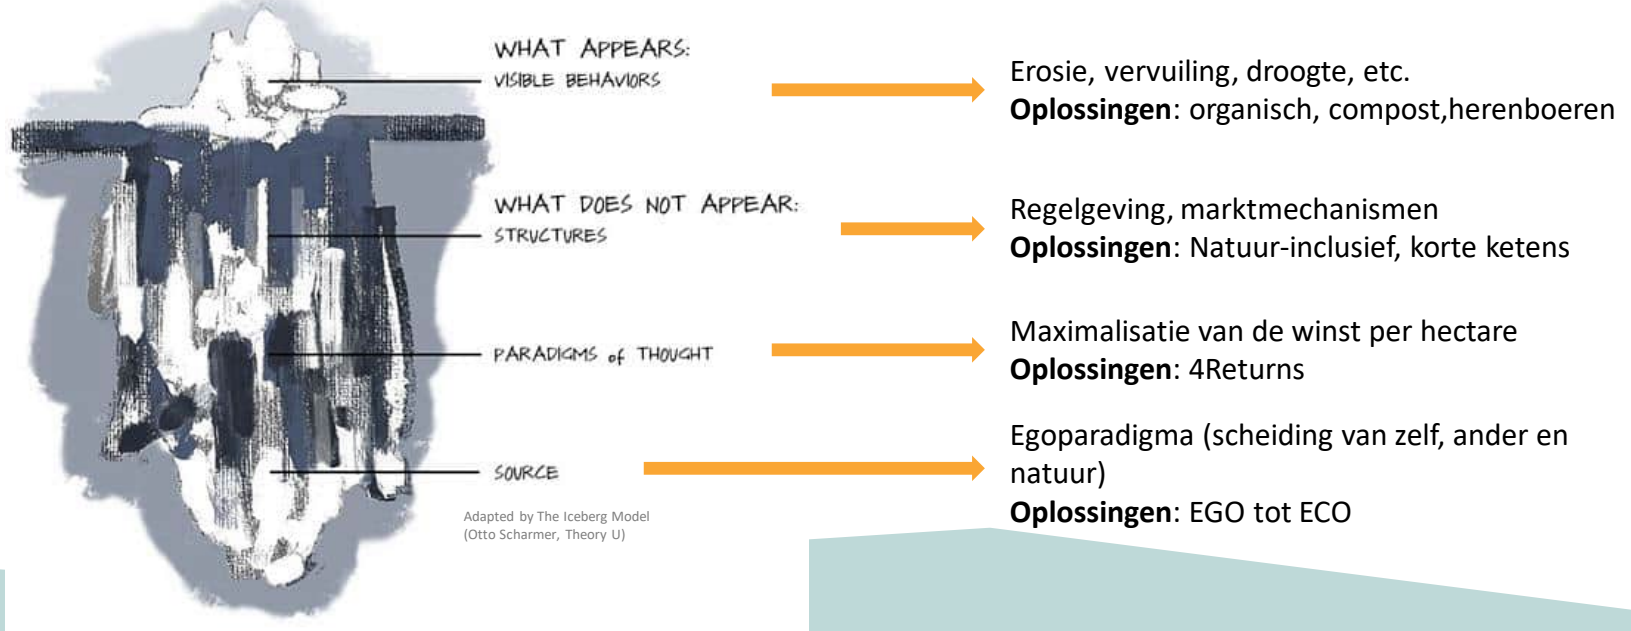 WHAT APPEARS:
VISIBLE BEHAVIORS
Erosie, vervuiling, droogte, etc.
Oplossingen: organisch, compost,herenboeren
WHAT DOES NOT APPEAR:
STRUCTURES
Regelgeving, marktmechanismen
Oplossingen: Natuur-inclusief, korte ketens
PARADIGMS of THOUGHT
Maximalisatie van de winst per hectare
Oplossingen: 4Returns
SOURCE
Egoparadigma (scheiding van zelf, ander en
natuur)
Oplossingen: EGO tot ECO
Adapted by The Iceberg Model
(Otto Scharmer, Theory U)